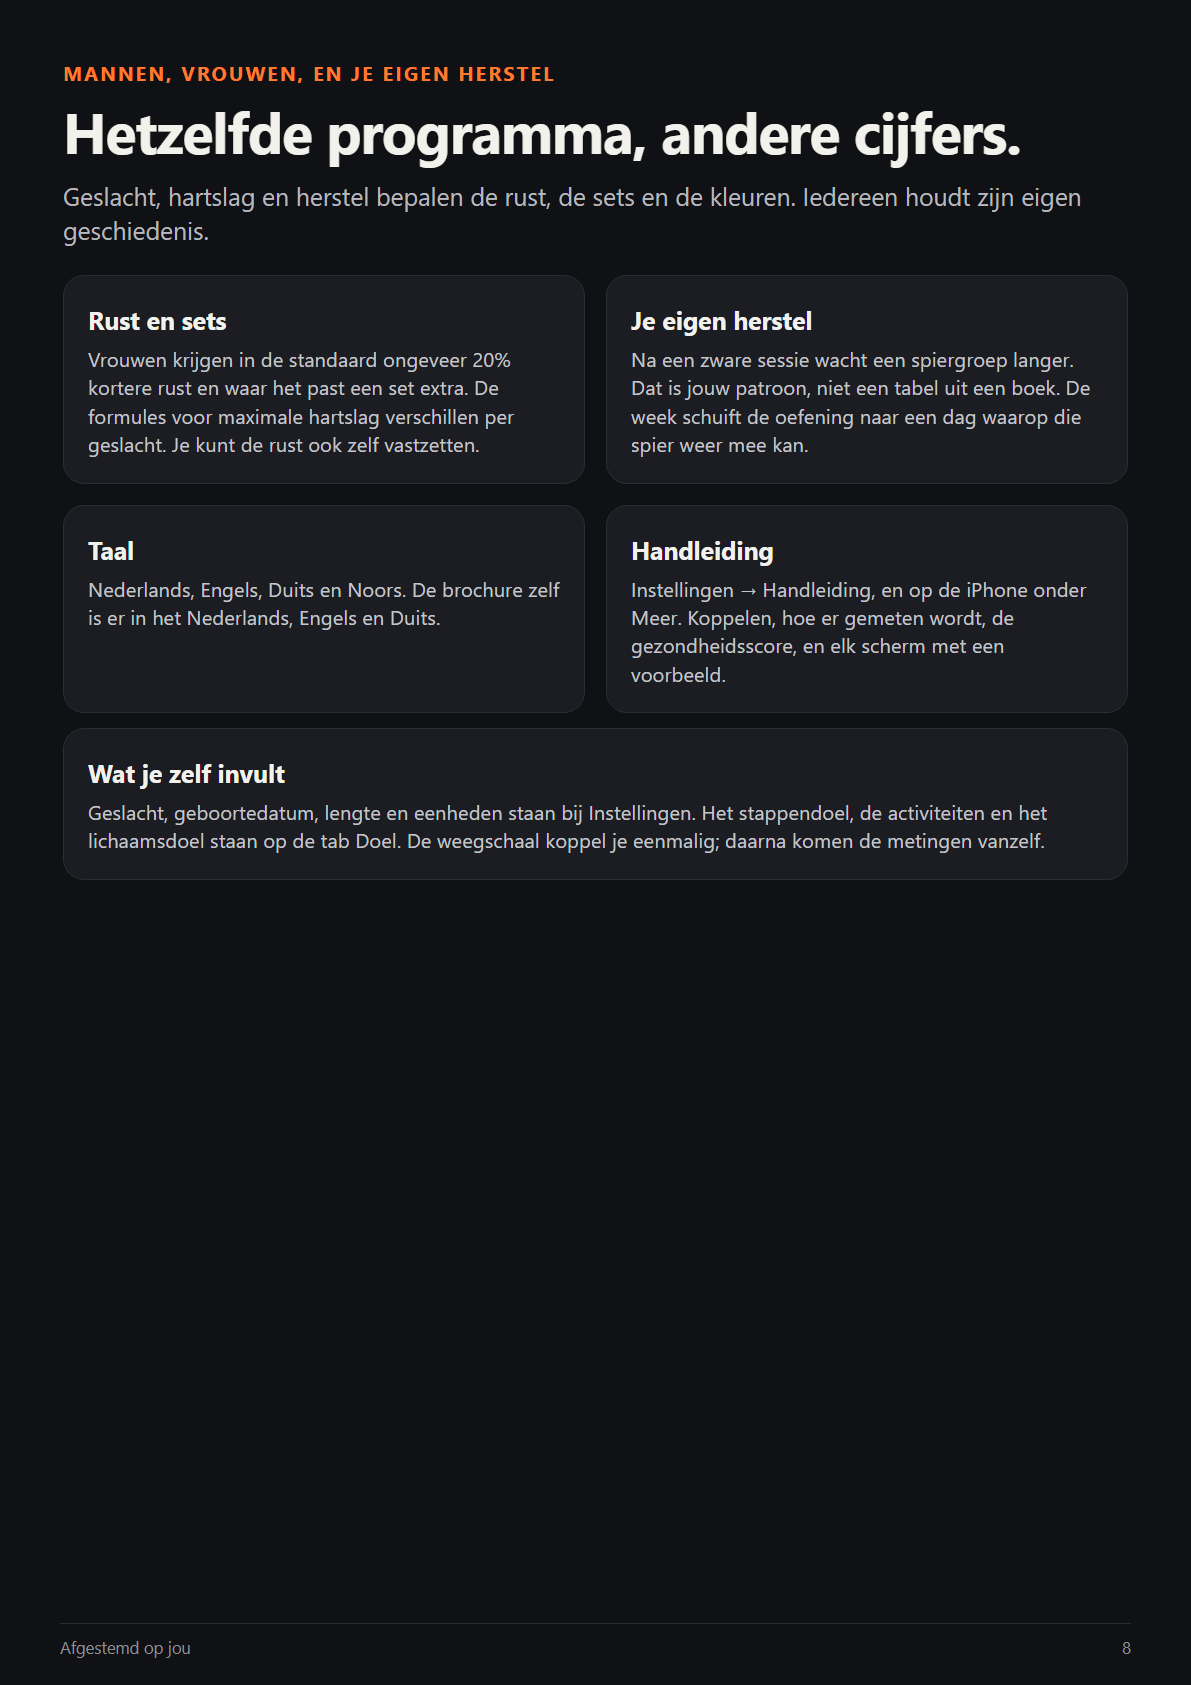 MANNEN, VROUWEN, EN JE EIGEN HERSTEL
Hetzelfde programma, andere cijfers.
Geslacht, hartslag en herstel bepalen de rust, de sets en de kleuren. Iedereen houdt zijn eigen
geschiedenis.
Rust en sets
Vrouwen krijgen in de standaard ongeveer 20%
kortere rust en waar het past een set extra. De
formules voor maximale hartslag verschillen per
geslacht. Je kunt de rust ook zelf vastzetten.
Je eigen herstel
Na een zware sessie wacht een spiergroep langer.
Dat is jouw patroon, niet een tabel uit een boek. De
week schuift de oefening naar een dag waarop die
spier weer mee kan.
Taal
Nederlands, Engels, Duits en Noors. De brochure zelf
is er in het Nederlands, Engels en Duits.
Handleiding
Instellingen → Handleiding, en op de iPhone onder
Meer. Koppelen, hoe er gemeten wordt, de
gezondheidsscore, en elk scherm met een
voorbeeld.
Wat je zelf invult
Geslacht, geboortedatum, lengte en eenheden staan bij Instellingen. Het stappendoel, de activiteiten en het
lichaamsdoel staan op de tab Doel. De weegschaal koppel je eenmalig; daarna komen de metingen vanzelf.
Afgestemd op jou
8